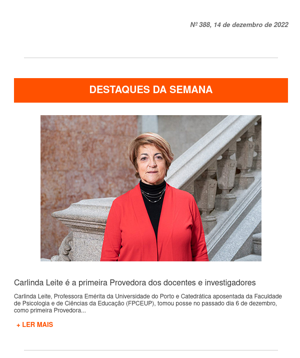 Nº 388, 14 de dezembro de 2022
DESTAQUES DA SEMANA
Carlinda Leite é a primeira Provedora dos docentes e investigadores
Carlinda Leite, Professora Emérita da Universidade do Porto e Catedrática aposentada da Faculdade
de Psicologia e de Ciências da Educação (FPCEUP), tomou posse no passado dia 6 de dezembro,
como primeira Provedora...
+ LER MAIS